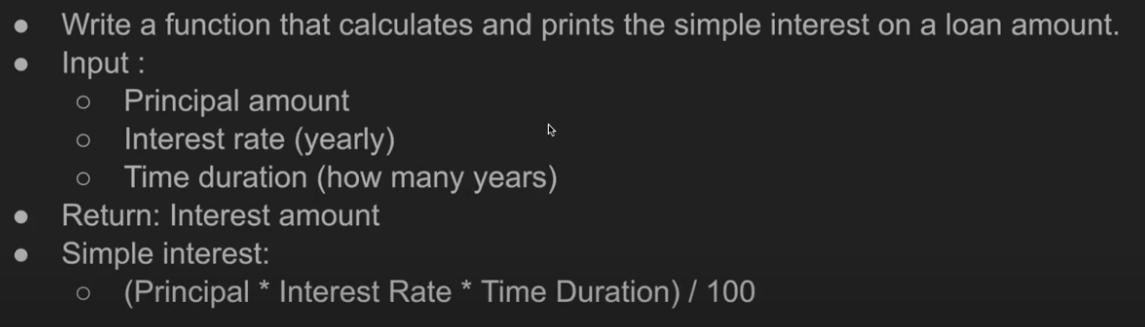 ● Write a function that calculates and prints the simple interest on a loan amount.
● Input :
○ Principal amount
○ Interest rate (yearly)
○ Time duration (how many years)
● Return: Interest amount
● Simple interest:
○ (Principal * Interest Rate * Time Duration) / 100